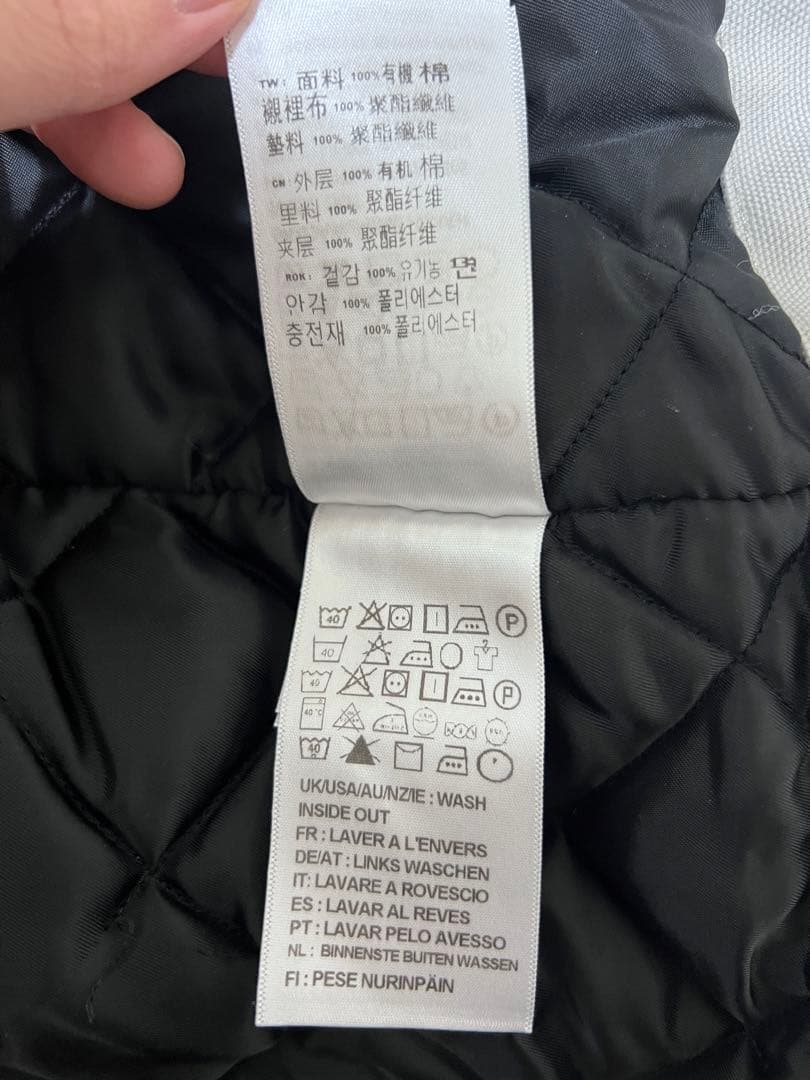 TW: 面料 100% 有機 棉
襯裡布 100% 聚酯纖維
墊料 100% 聚酯纖維
CN: 外层 100% 有机 棉
里料 100% 聚酯纤维
夹层 100% 聚酯纤维
ROK: 겉감 100% 유기농 면
안감 100% 폴리에스터
충전재 100% 폴리에스터
40 P
40
40 P
40 ℃
40
UK/USA/AU/NZ/IE : WASH
INSIDE OUT
FR : LAVER A L'ENVERS
DE/AT : LINKS WASCHEN
IT: LAVARE A ROVESCIO
ES : LAVAR AL REVES
PT : LAVAR PELO AVESSO
NL : BINNENSTE BUITEN WASSEN
FI : PESE NURINPÄIN